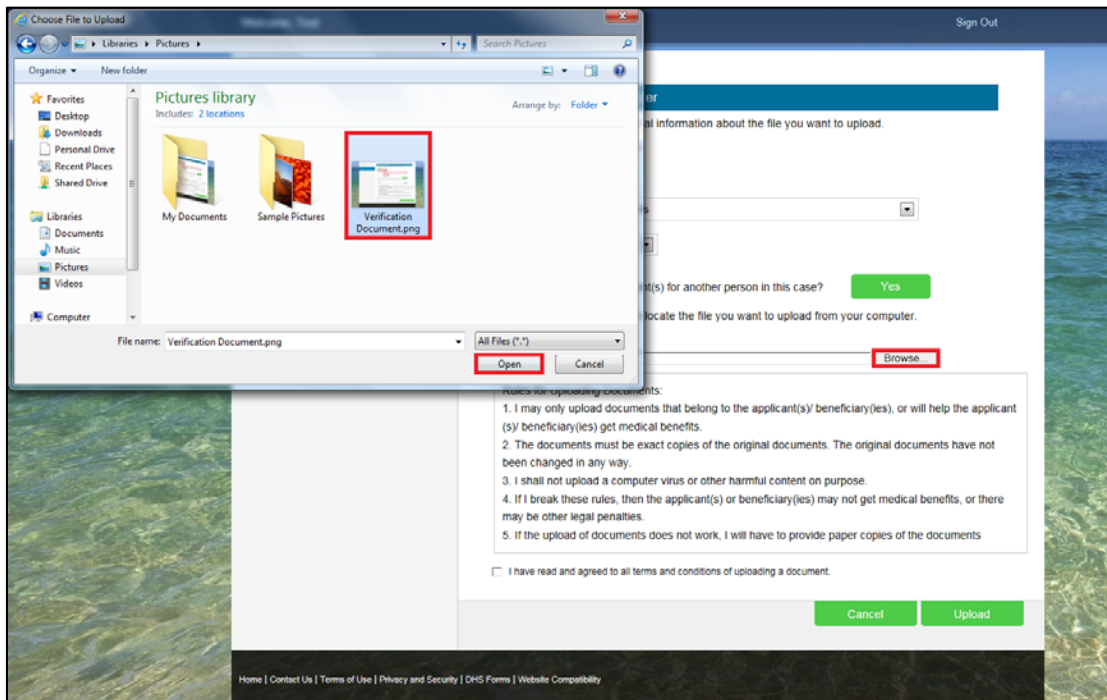 Choose File to Upload
Sign Out
Libraries
Pictures
Search Pictures
Organize
New folder
Favorites
Desktop
Downloads
Personal Drive
Recent Places
Shared Drive
Libraries
Documents
Music
Pictures
Videos
Computer
Pictures library
Includes: 2 locations
Arrange by: Folder
My Documents
Sample Pictures
Verification
Document.png
File name: Verification Document.png
All Files (*.*)
Open
Cancel
information about the file you want to upload.
for another person in this case?
Yes
locate the file you want to upload from your computer.
Browse...
Rules for Uploading Documents:
1. I may only upload documents that belong to the applicant(s)/ beneficiary(ies), or will help the applicant
(s)/ beneficiary(ies) get medical benefits.
2. The documents must be exact copies of the original documents. The original documents have not
been changed in any way.
3. I shall not upload a computer virus or other harmful content on purpose.
4. If I break these rules, then the applicant(s) or beneficiary(ies) may not get medical benefits, or there
may be other legal penalties.
5. If the upload of documents does not work, I will have to provide paper copies of the documents
I have read and agreed to all terms and conditions of uploading a document.
Cancel
Upload
Home | Contact Us | Terms of Use | Privacy and Security | DHS Forms | Website Compatibility